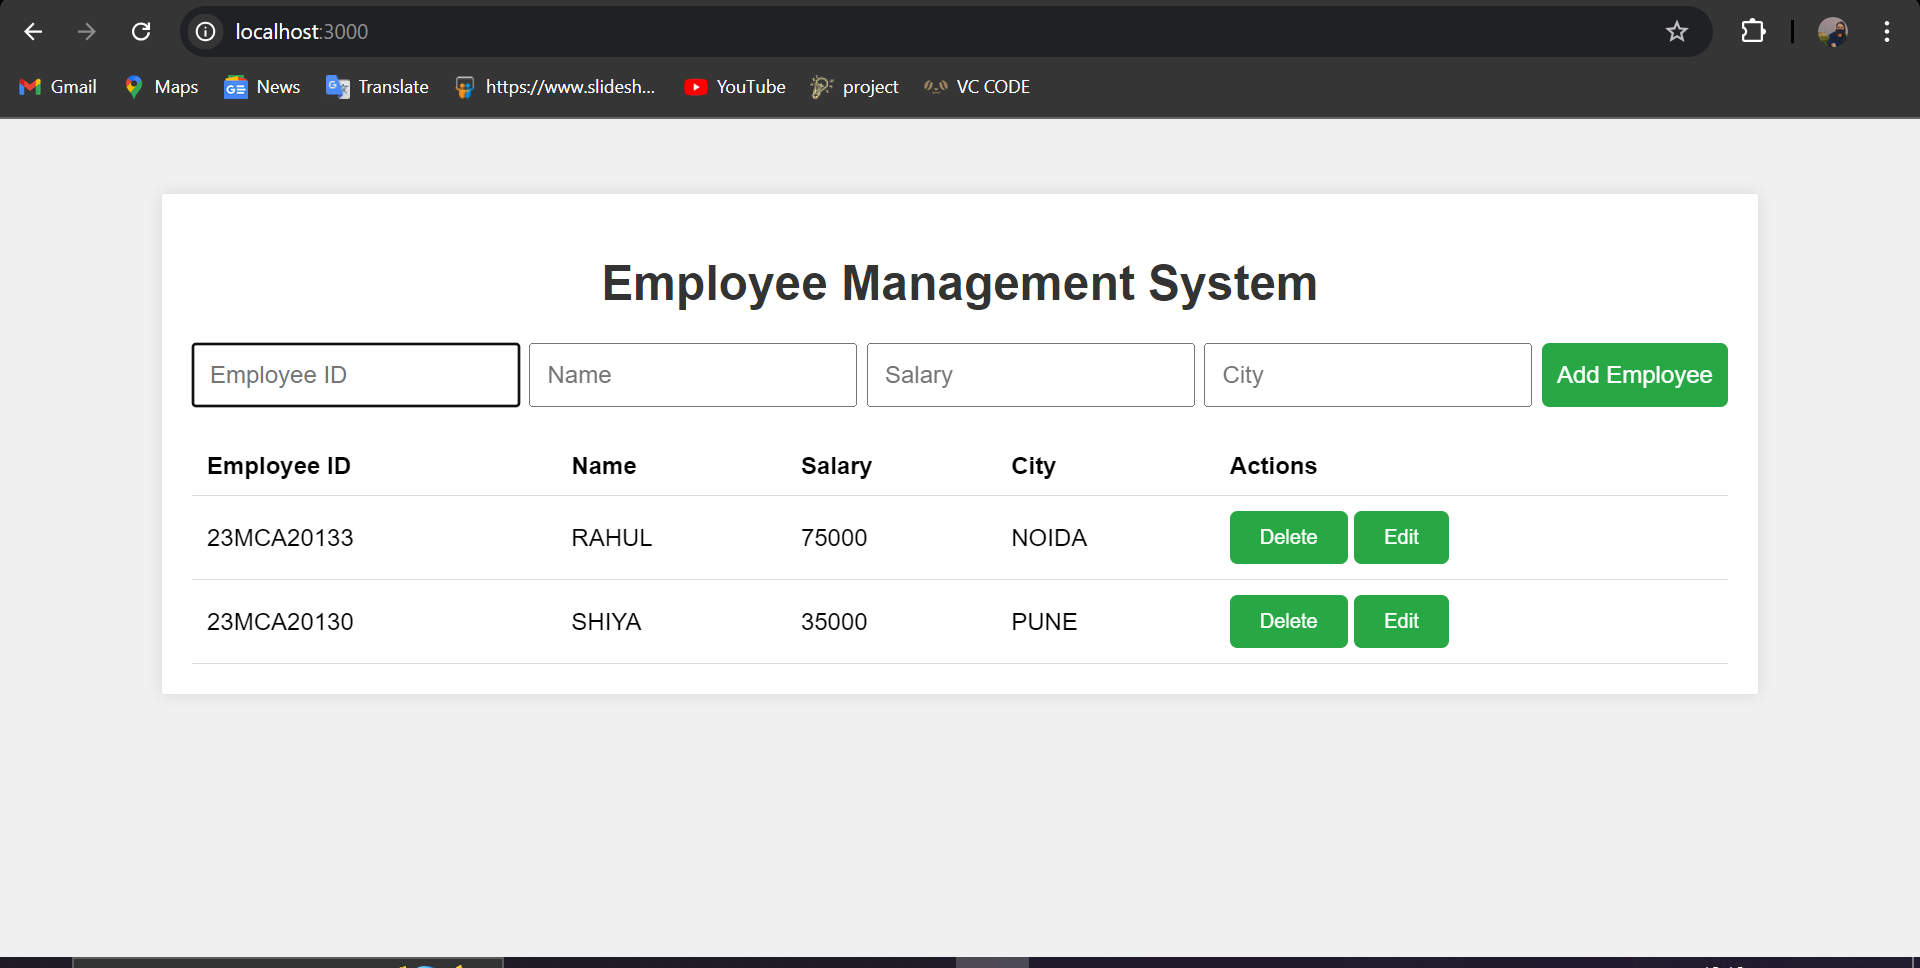 localhost:3000
Gmail Maps News Translate https://www.slidesh... YouTube project VC CODE
Employee Management System
Employee ID Name Salary City Add Employee
Employee ID Name Salary City Actions
23MCA20133 RAHUL 75000 NOIDA Delete Edit
23MCA20130 SHIYA 35000 PUNE Delete Edit